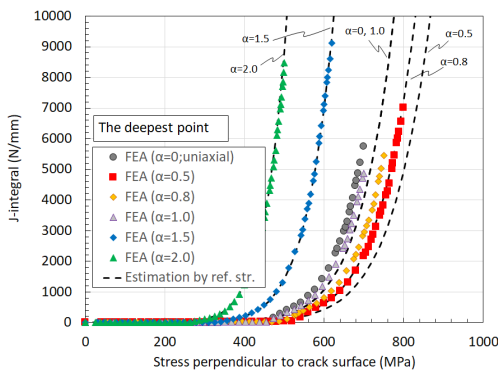 10000
9000
8000
7000
6000
5000
4000
3000
2000
1000
0
J-integral (N/mm)
α=1.5
α=2.0
α=0, 1.0
α=0.5
α=0.8
The deepest point
FEA (α=0;uniaxial)
FEA (α=0.5)
FEA (α=0.8)
FEA (α=1.0)
FEA (α=1.5)
FEA (α=2.0)
Estimation by ref. str.
0 200 400 600 800 1000
Stress perpendicular to crack surface (MPa)